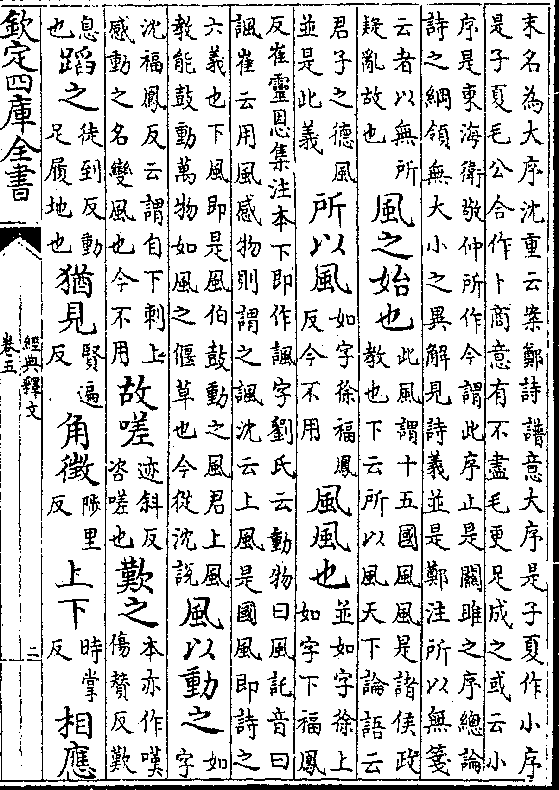 末名為大序沈重云案鄭詩譜意大序是子夏作小序
是子夏毛公合作卜商意有不盡毛更足成之或云小
序是東海衛敬仲所作今謂此序止是關雎之序總論
詩之綱領無大小之異解見詩義並是鄭注所以無箋
云者以無所疑亂故也風之始也此風謂十五國風風是諸侯政教也下云所以風天下論語云
君子之德風並是此義所以風如字徐福鳳反今不用風風也並如字徐上如字下福鳳
反崔靈恩集注本下即作諷字劉氏云動物曰風託音曰
諷崔云用風感物則謂之諷沈云上風是國風即詩之
六義也下風即是風伯鼓動之風君上風教能鼓動萬物如風之偃草也今從沈說風以動之如字
沈福鳳反云謂自下刺上感動之名變風也今不用故嗟迹斜反咨嗟也歎之本亦作嘆傷贊反歎
息也蹈之徒到反動足履地也猶見賢遍反角徵陟里反上下時掌反相應
欽定四庫全書
經典釋文
卷五
二